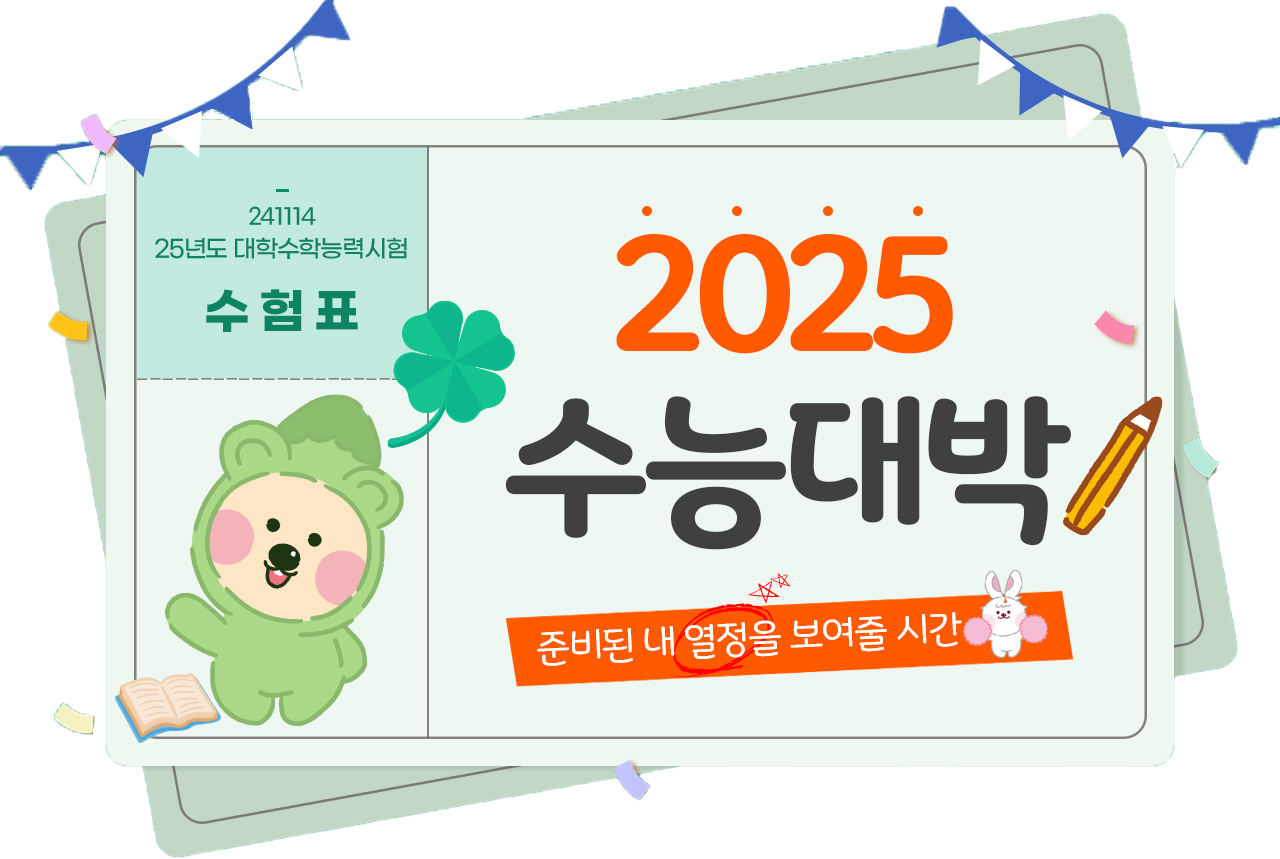 241114
25년도 대학수학능력시험
수험표
2025
수능대박
준비된 내 열정을 보여줄 시간